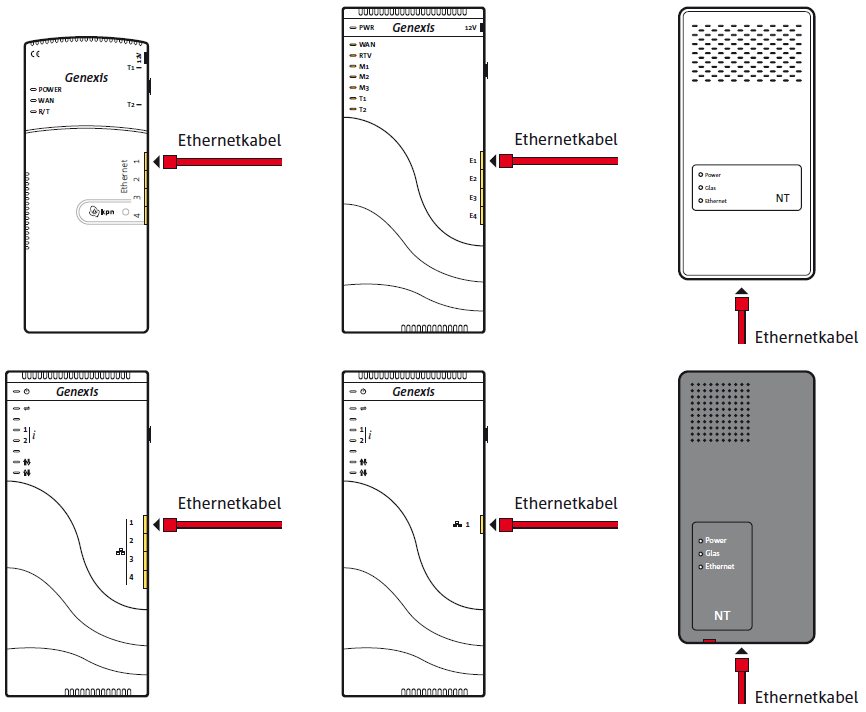 CE
12V
T1
Genexis
POWER
WAN
R/T
T2
Ethernet
1
2
3
4
kpn
Ethernetkabel
PWR
Genexis
12V
WAN
RTV
M1
M2
M3
T1
T2
E1
E2
E3
E4
Ethernetkabel
Power
Glas
Ethernet
NT
Ethernetkabel
Genexis
1
2
i
1
2
3
4
Ethernetkabel
Genexis
1
2
i
1
Ethernetkabel
Power
Glas
Ethernet
NT
Ethernetkabel